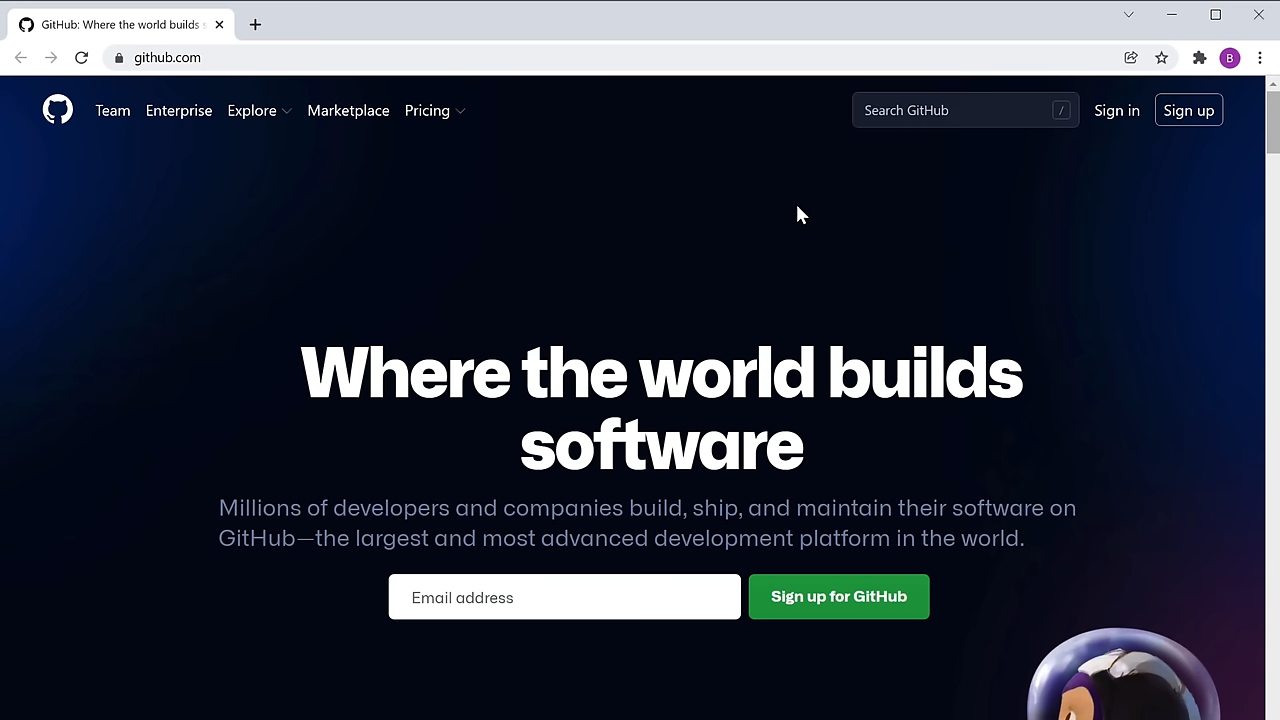 GitHub: Where the world builds s
github.com
B
Team Enterprise Explore Marketplace Pricing Search GitHub / Sign in Sign up
Where the world builds
software
Millions of developers and companies build, ship, and maintain their software on
GitHub—the largest and most advanced development platform in the world.
Email address Sign up for GitHub